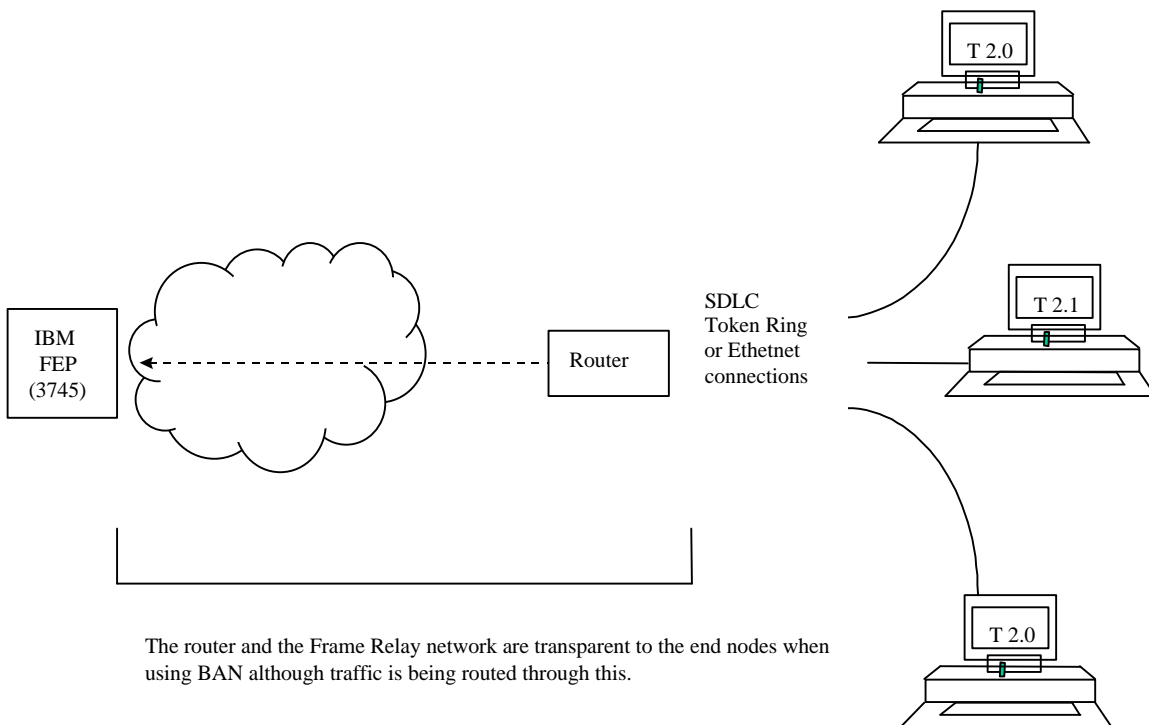 T 2.0
T 2.1
SDLC
Token Ring
or Ethetnet
connections
IBM
FEP
(3745)
Router
T 2.0
The router and the Frame Relay network are transparent to the end nodes when
using BAN although traffic is being routed through this.